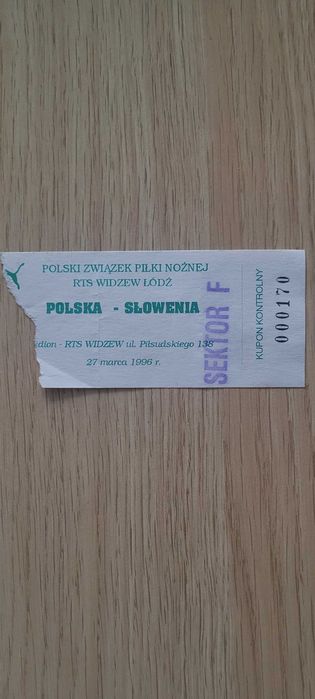 POLSKI ZWIĄZEK PIŁKI NOŻNEJ
RTS WIDZEW ŁÓDŹ
POLSKA - SŁOWENIA
dion - RTS WIDZEW ul. Piłsudskiego 138
27 marca 1996 r.
SEKTOR F
KUPON KONTROLNY
000170